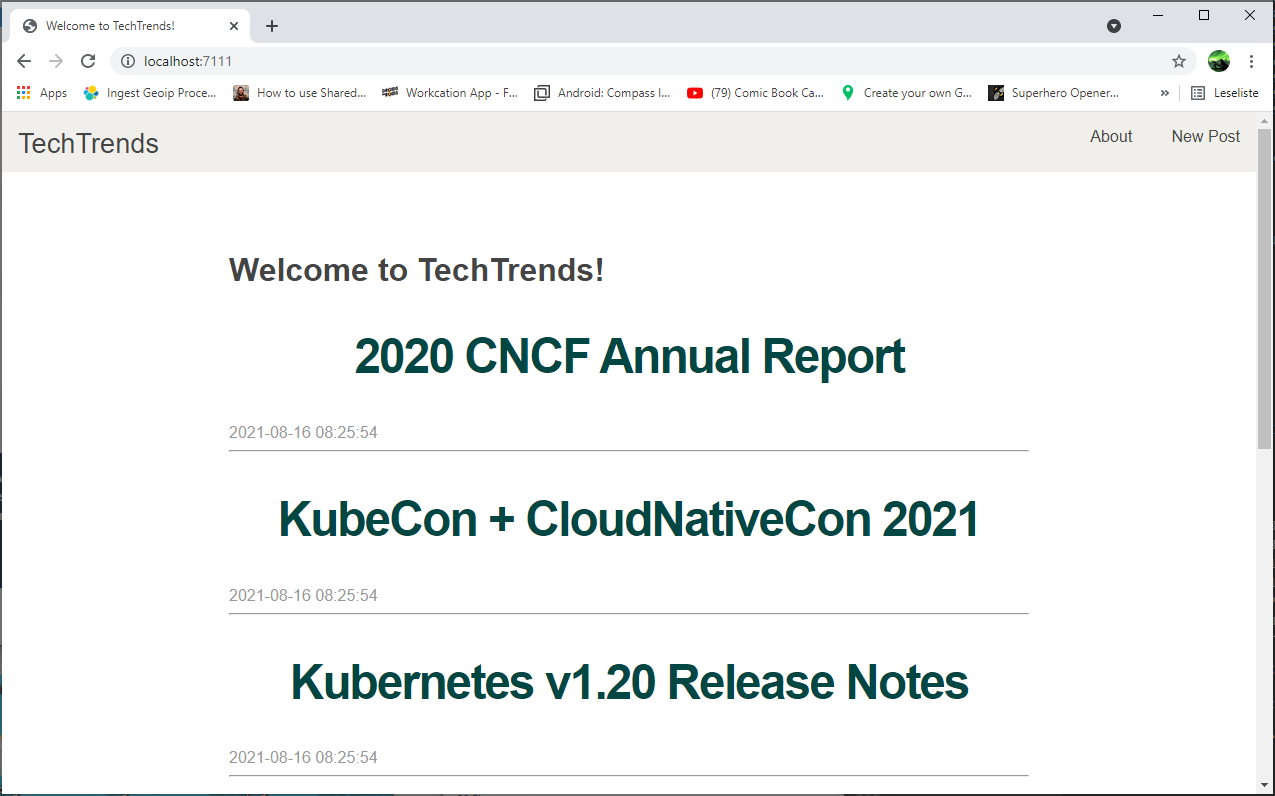 Welcome to TechTrends!
localhost:7111
Apps Ingest Geoip Proce... How to use Shared... Workcation App - F... Android: Compass I... (79) Comic Book Ca... Create your own G... Superhero Opener... » Leseliste
TechTrends About New Post
Welcome to TechTrends!
2020 CNCF Annual Report
2021-08-16 08:25:54
KubeCon + CloudNativeCon 2021
2021-08-16 08:25:54
Kubernetes v1.20 Release Notes
2021-08-16 08:25:54